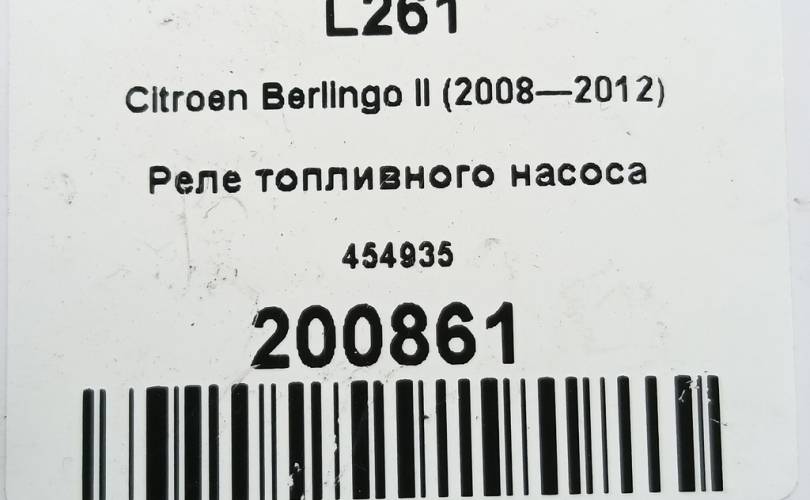 L261
Citroen Berlingo II (2008—2012)
Реле топливного насоса
454935
200861